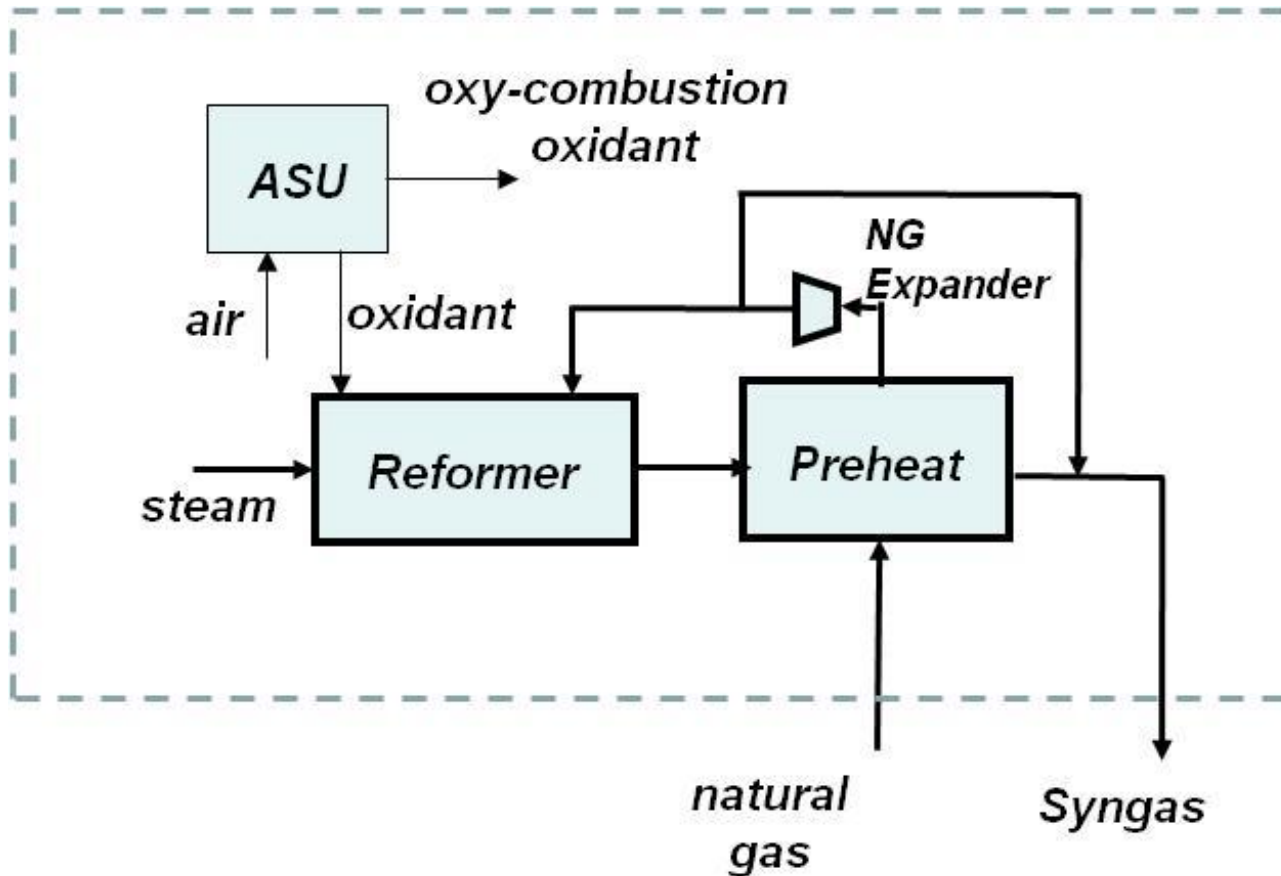 oxy-combustion
oxidant
ASU
NG
Expander
air
oxidant
Reformer
Preheat
steam
natural
gas
Syngas